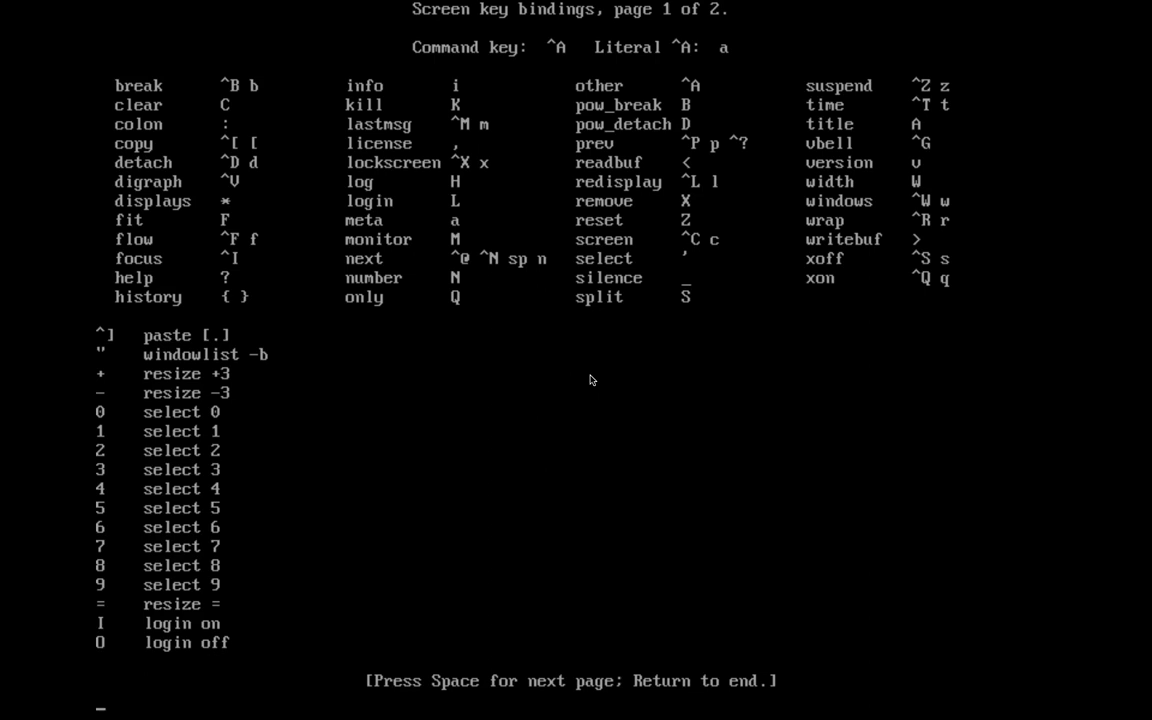 Screen key bindings, page 1 of 2.
Command key:  ^A   Literal ^A:  a
break      ^B b         info       i            other      ^A           suspend    ^Z z
clear      C            kill       K            pow_break  B            time       ^T t
colon      :            lastmsg    ^M m         pow_detach D            title      A
copy       ^[ [         license    ,            prev       ^P p ^?      vbell      ^G
detach     ^D d         lockscreen ^X x         readbuf    <            version    v
digraph    ^V           log        H            redisplay  ^L l         width      W
displays   *            login      L            remove     X            windows    ^W w
fit        F            meta       a            reset      Z            wrap       ^R r
flow       ^F f         monitor    M            screen     ^C c         writebuf   >
focus      ^I           next       ^@ ^N sp n   select     '            xoff       ^S s
help       ?            number     N            silence    _            xon        ^Q q
history    { }          only       Q            split      S
^]   paste [.]
"    windowlist -b
+    resize +3
-    resize -3
0    select 0
1    select 1
2    select 2
3    select 3
4    select 4
5    select 5
6    select 6
7    select 7
8    select 8
9    select 9
=    resize =
I    login on
O    login off
[Press Space for next page; Return to end.]